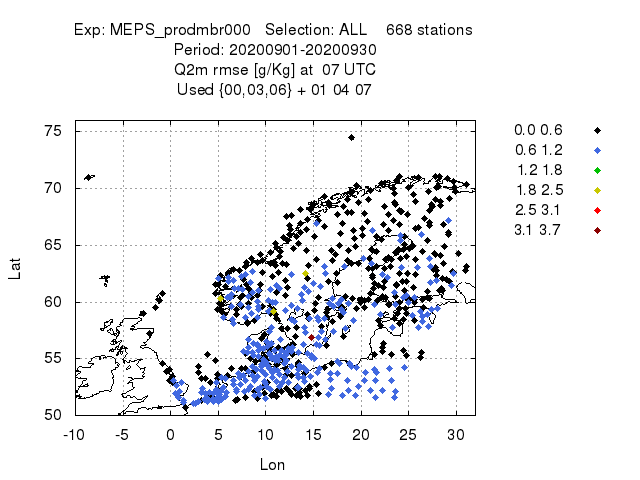 Exp: MEPS_prodmbr000 Selection: ALL 668 stations
Period: 20200901-20200930
Q2m rmse [g/Kg] at 07 UTC
Used {00,03,06} + 01 04 07
75
70
65
60
55
50
Lat
-10 -5 0 5 10 15 20 25 30
Lon
0.0 0.6
0.6 1.2
1.2 1.8
1.8 2.5
2.5 3.1
3.1 3.7